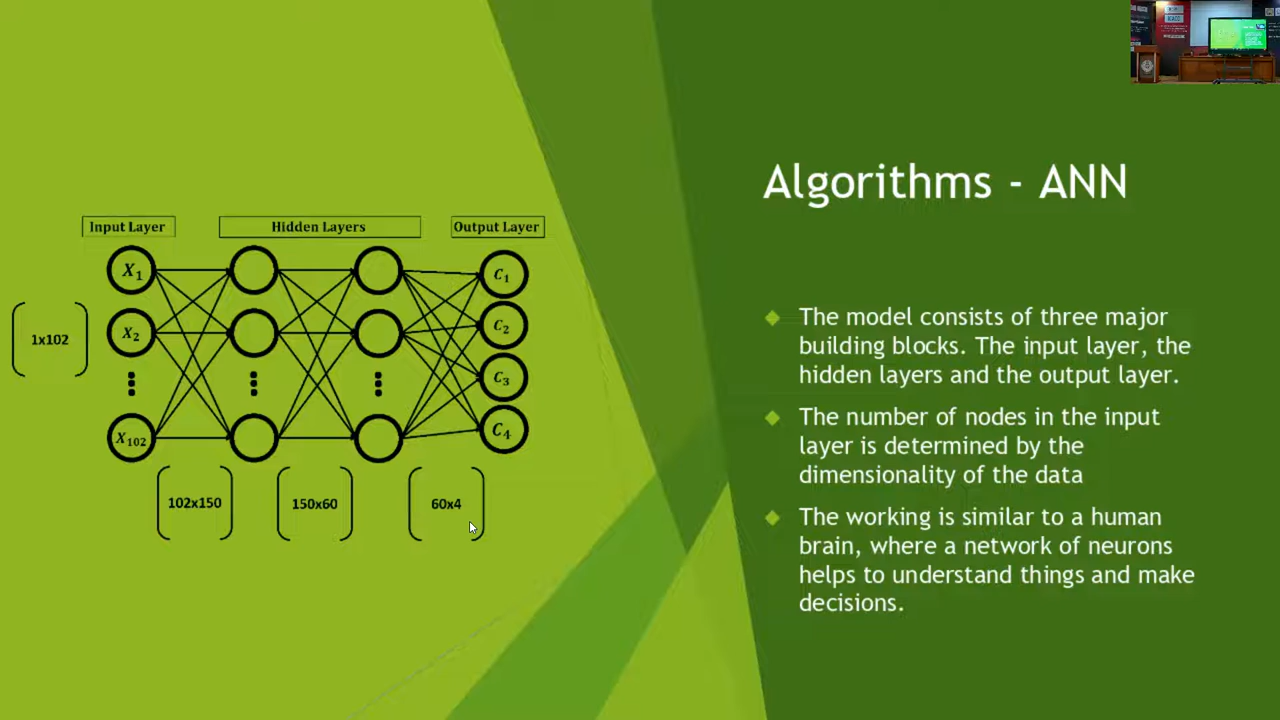 Algorithms - ANN
Input Layer
Hidden Layers
Output Layer
X1
X2
X102
C1
C2
C3
C4
1x102
102x150
150x60
60x4
The model consists of three major
building blocks. The input layer, the
hidden layers and the output layer.
The number of nodes in the input
layer is determined by the
dimensionality of the data
The working is similar to a human
brain, where a network of neurons
helps to understand things and make
decisions.